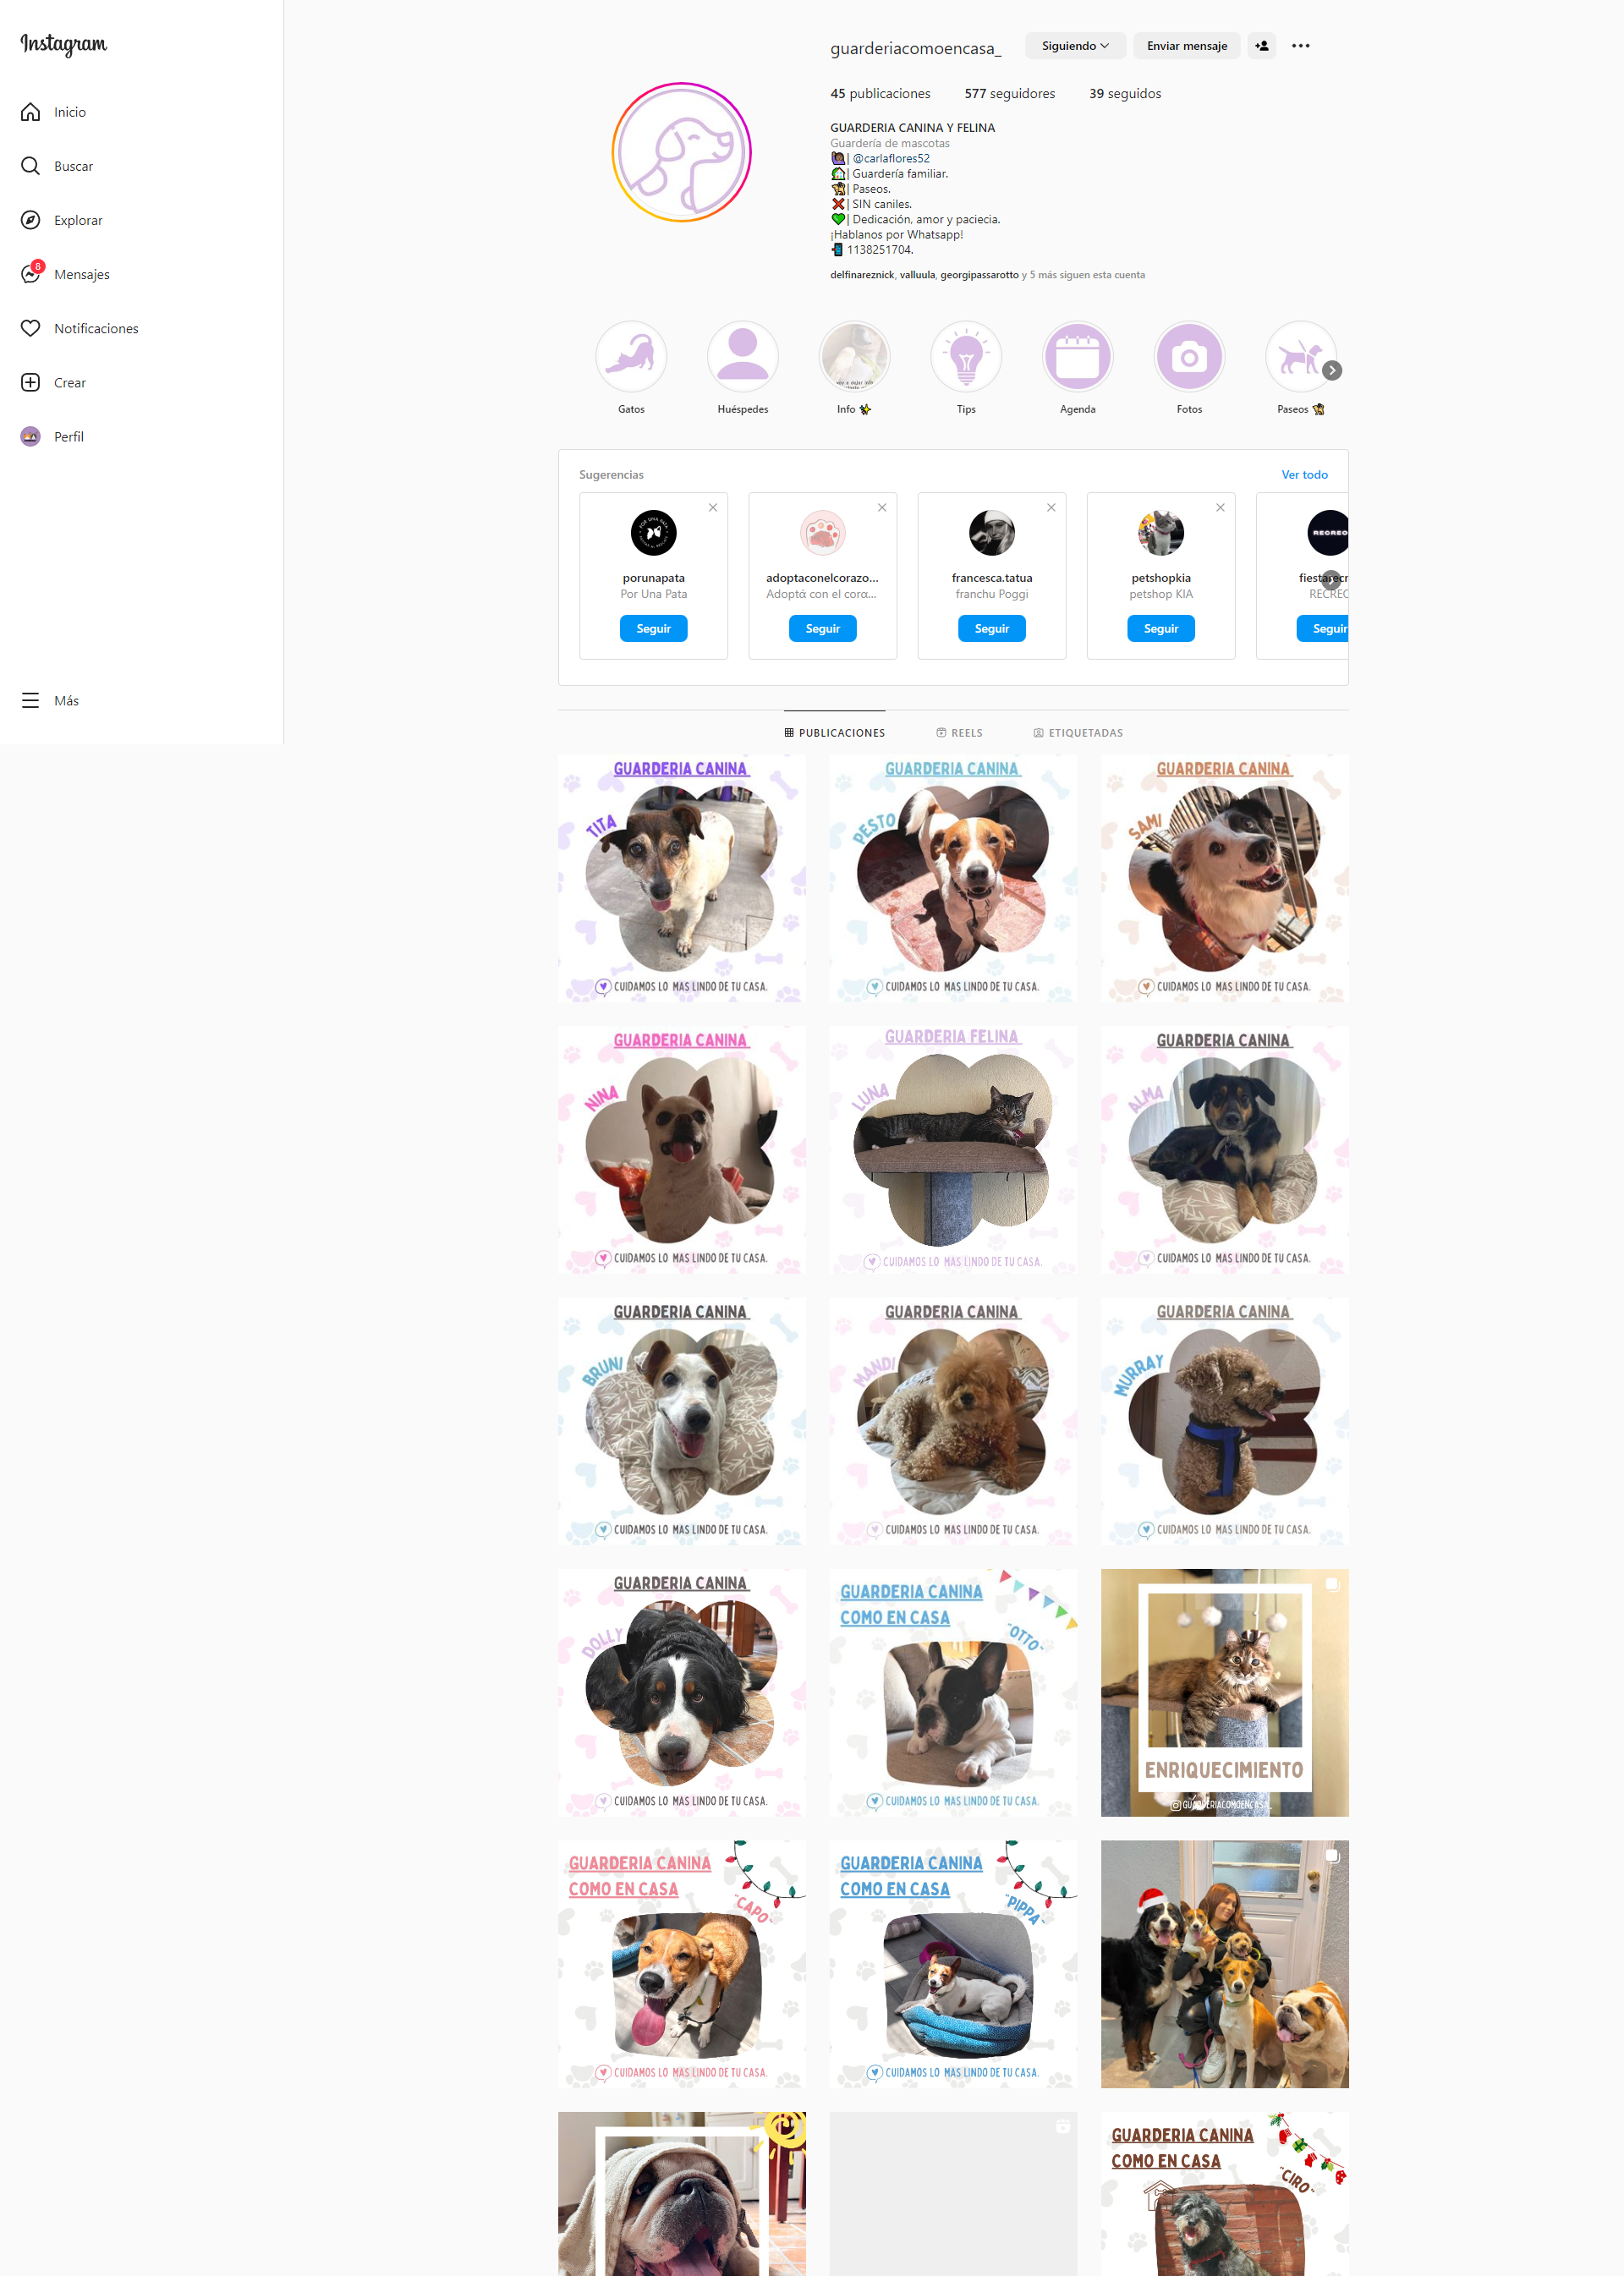 Instagram
Inicio
Buscar
Explorar
8
Mensajes
Notificaciones
Crear
Perfil
Más
guarderiacomoencasa_
Siguiendo
Enviar mensaje
45 publicaciones
577 seguidores
39 seguidos
GUARDERIA CANINA Y FELINA
Guardería de mascotas
| @carlaflores52
| Guardería familiar.
| Paseos.
| SIN caniles.
| Dedicación, amor y paciecia.
¡Hablanos por Whatsapp!
1138251704.
delfinareznick, valluula, georgipassarotto y 5 más siguen esta cuenta
Gatos
Huéspedes
Info
Tips
Agenda
Fotos
Paseos
Sugerencias
Ver todo
porunapata
Por Una Pata
Seguir
adoptaconelcorazo...
Adoptá con el cora...
Seguir
francesca.tatua
franchu Poggi
Seguir
petshopkia
petshop KIA
Seguir
RECREO
RECREO
Seguir
PUBLICACIONES
REELS
ETIQUETADAS
GUARDERIA CANINA
TITA
CUIDAMOS LO MAS LINDO DE TU CASA.
GUARDERIA CANINA
PESTO
CUIDAMOS LO MAS LINDO DE TU CASA.
GUARDERIA CANINA
SAMI
CUIDAMOS LO MAS LINDO DE TU CASA.
GUARDERIA CANINA
NINA
CUIDAMOS LO MAS LINDO DE TU CASA.
GUARDERIA FELINA
LUNA
CUIDAMOS LO MAS LINDO DE TU CASA.
GUARDERIA CANINA
ALMA
CUIDAMOS LO MAS LINDO DE TU CASA.
GUARDERIA CANINA
BRUNI
CUIDAMOS LO MAS LINDO DE TU CASA.
GUARDERIA CANINA
MANDI
CUIDAMOS LO MAS LINDO DE TU CASA.
GUARDERIA CANINA
MURRAY
CUIDAMOS LO MAS LINDO DE TU CASA.
GUARDERIA CANINA
DOLLY
CUIDAMOS LO MAS LINDO DE TU CASA.
GUARDERIA CANINA
COMO EN CASA
"OTTO"
CUIDAMOS LO MAS LINDO DE TU CASA.
ENRIQUECIMIENTO
GUARDERIACOMOENCASA_
GUARDERIA CANINA
COMO EN CASA
"CAPO"
CUIDAMOS LO MAS LINDO DE TU CASA.
GUARDERIA CANINA
COMO EN CASA
"PIPPA"
CUIDAMOS LO MAS LINDO DE TU CASA.
GUARDERIA CANINA
COMO EN CASA
"CIRO"